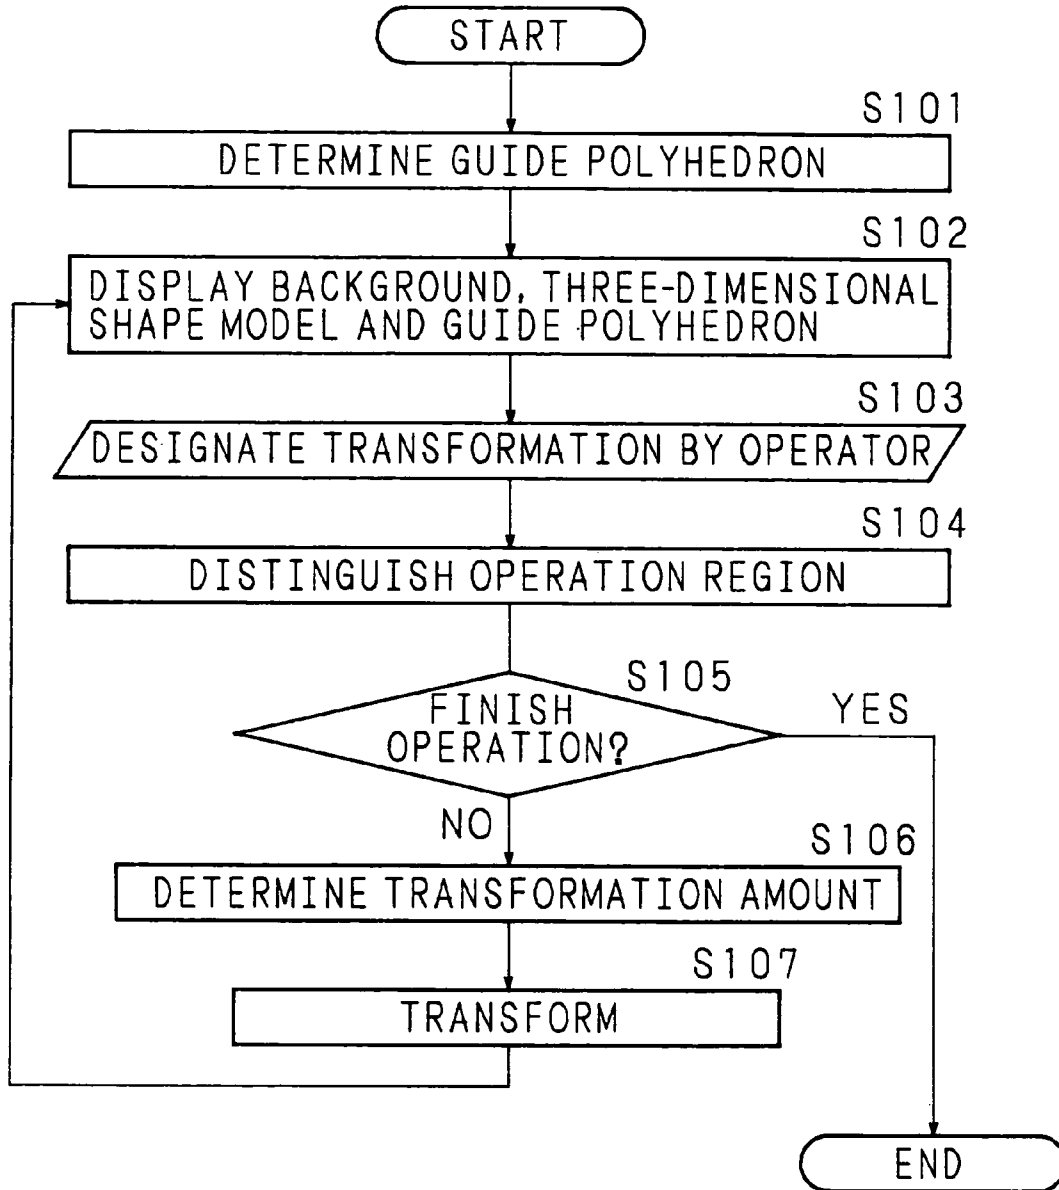 START
S101
DETERMINE GUIDE POLYHEDRON
S102
DISPLAY BACKGROUND, THREE-DIMENSIONAL
SHAPE MODEL AND GUIDE POLYHEDRON
S103
DESIGNATE TRANSFORMATION BY OPERATOR
S104
DISTINGUISH OPERATION REGION
S105
FINISH
OPERATION?
YES
NO
S106
DETERMINE TRANSFORMATION AMOUNT
S107
TRANSFORM
END